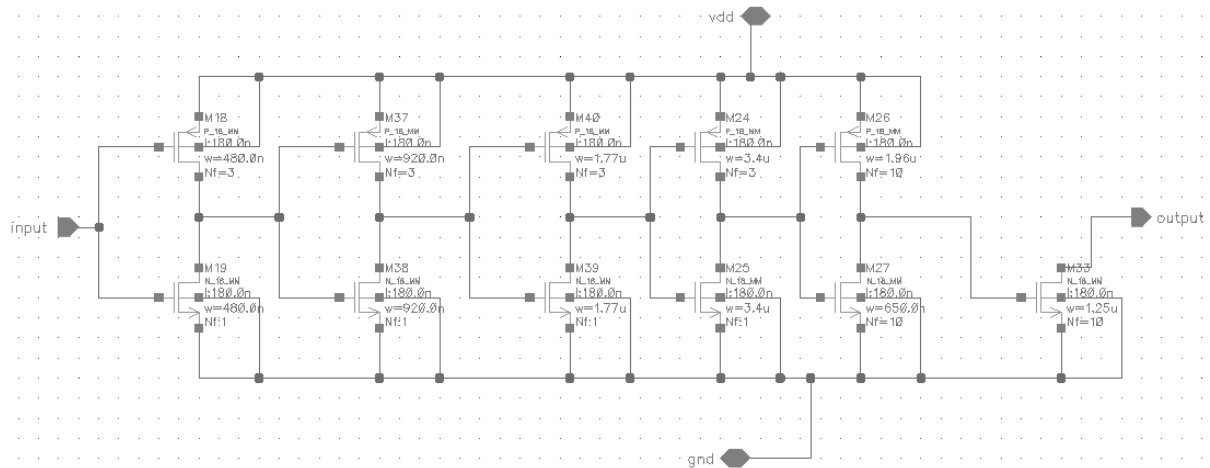 vdd
M18
P_18_MM
l:180.0n
w=480.0n
Nf=3
M37
P_18_MM
l:180.0n
w=920.0n
Nf=3
M40
P_18_MM
l:180.0n
w=1.77u
Nf=3
M24
P_18_MM
l:180.0n
w=3.4u
Nf=3
M26
P_18_MM
l:180.0n
w=1.96u
Nf=10
input
output
M19
N_18_MM
l:180.0n
w=480.0n
Nf:1
M38
N_18_MM
l:180.0n
w=920.0n
Nf:1
M39
N_18_MM
l:180.0n
w=1.77u
Nf:1
M25
N_18_MM
l:180.0n
w=3.4u
Nf:1
M27
N_18_MM
l:180.0n
w=650.0n
Nf=10
M33
N_18_MM
l:180.0n
w=1.25u
Nf=10
gnd